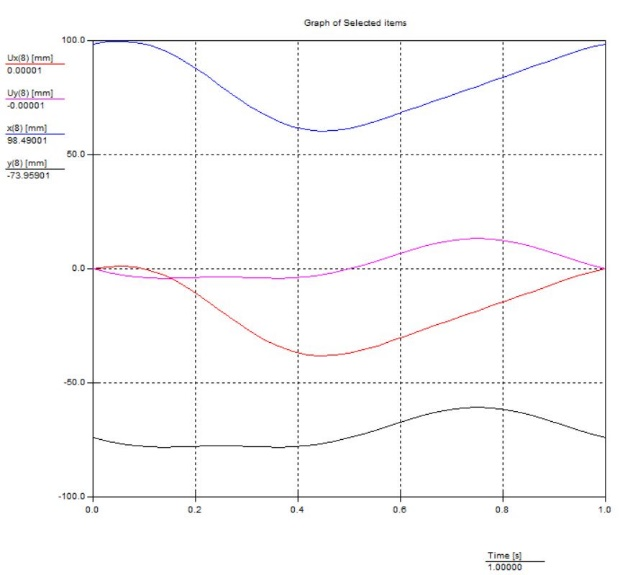 Graph of Selected items
Ux(8) [mm]
0.00001
Uy(8) [mm]
-0.00001
x(8) [mm]
98.49001
y(8) [mm]
-73.95901
100.0
50.0
0.0
-50.0
-100.0
0.0 0.2 0.4 0.6 0.8 1.0
Time [s]
1.00000